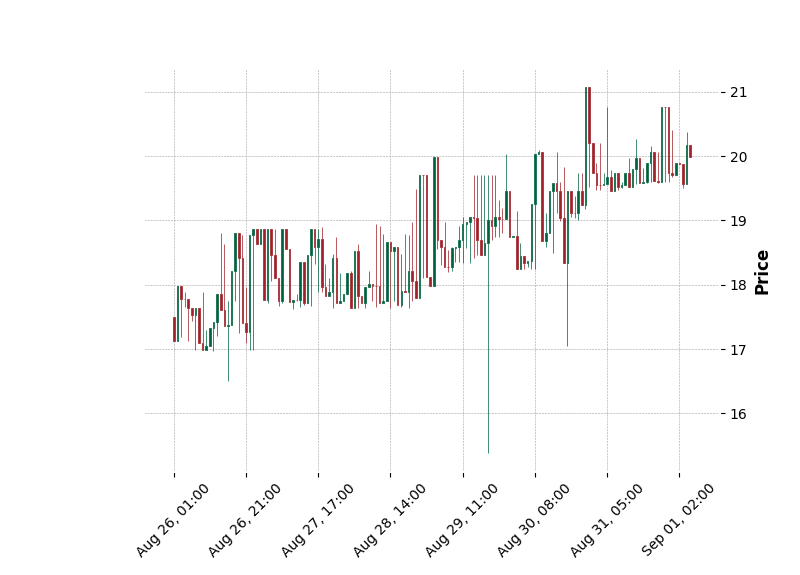 21
20
19
18
17
16
Price
Aug 26, 01:00
Aug 26, 21:00
Aug 27, 17:00
Aug 28, 14:00
Aug 29, 11:00
Aug 30, 08:00
Aug 31, 05:00
Sep 01, 02:00